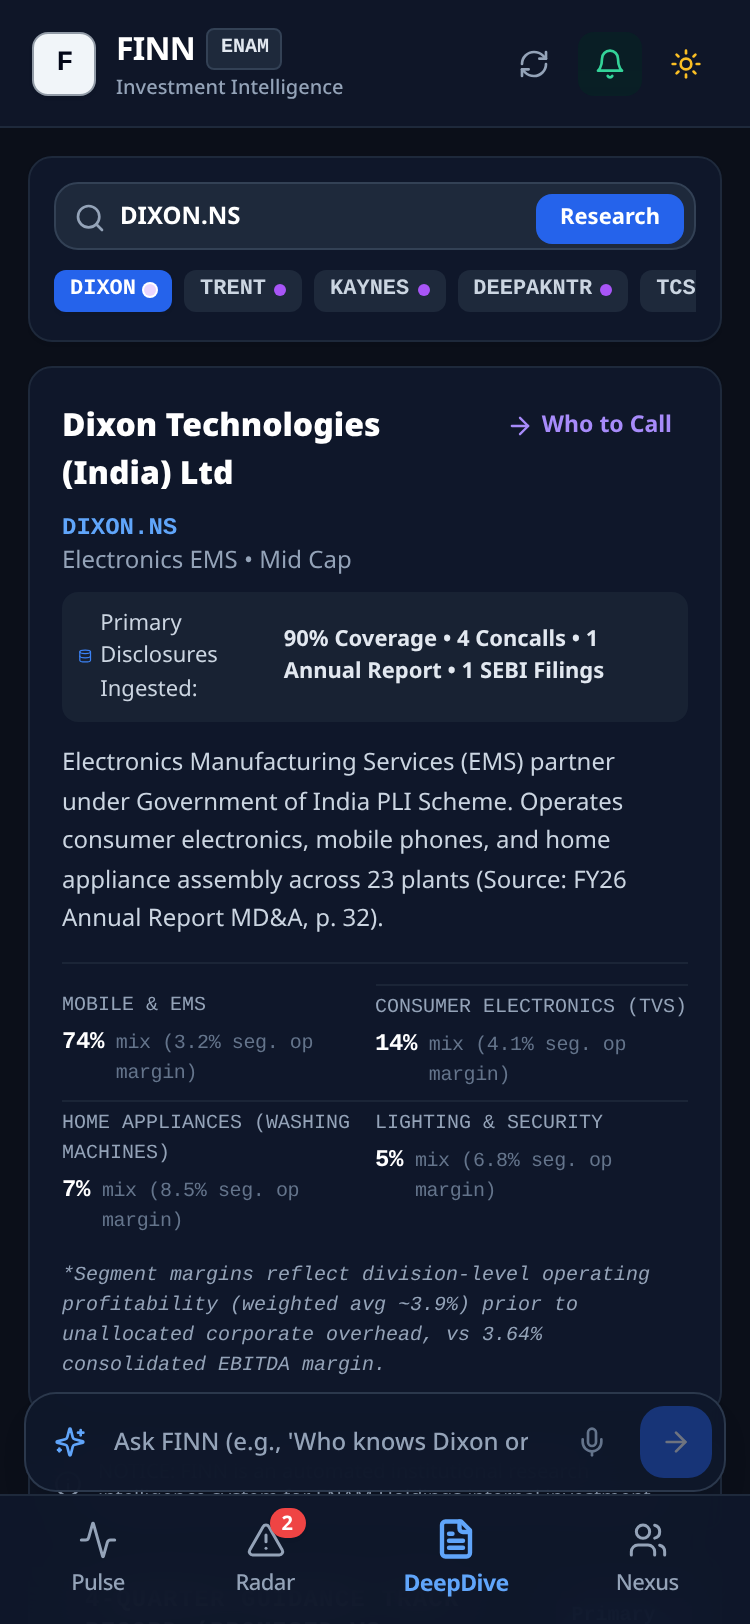 F
FINN ENAM
Investment Intelligence
DIXON.NS Research
DIXON TRENT KAYNES DEEPAKNTR TCS
Dixon Technologies
(India) Ltd
Who to Call
DIXON.NS
Electronics EMS • Mid Cap
Primary
Disclosures
Ingested:
90% Coverage • 4 Concalls • 1
Annual Report • 1 SEBI Filings
Electronics Manufacturing Services (EMS) partner
under Government of India PLI Scheme. Operates
consumer electronics, mobile phones, and home
appliance assembly across 23 plants (Source: FY26
Annual Report MD&A, p. 32).
MOBILE & EMS
74% mix (3.2% seg. op
margin)
CONSUMER ELECTRONICS (TVS)
14% mix (4.1% seg. op
margin)
HOME APPLIANCES (WASHING
MACHINES)
7% mix (8.5% seg. op
margin)
LIGHTING & SECURITY
5% mix (6.8% seg. op
margin)
*Segment margins reflect division-level operating
profitability (weighted avg ~3.9%) prior to
unallocated corporate overhead, vs 3.64%
consolidated EBITDA margin.
Ask FINN (e.g., 'Who knows Dixon or
2
Pulse Radar DeepDive Nexus